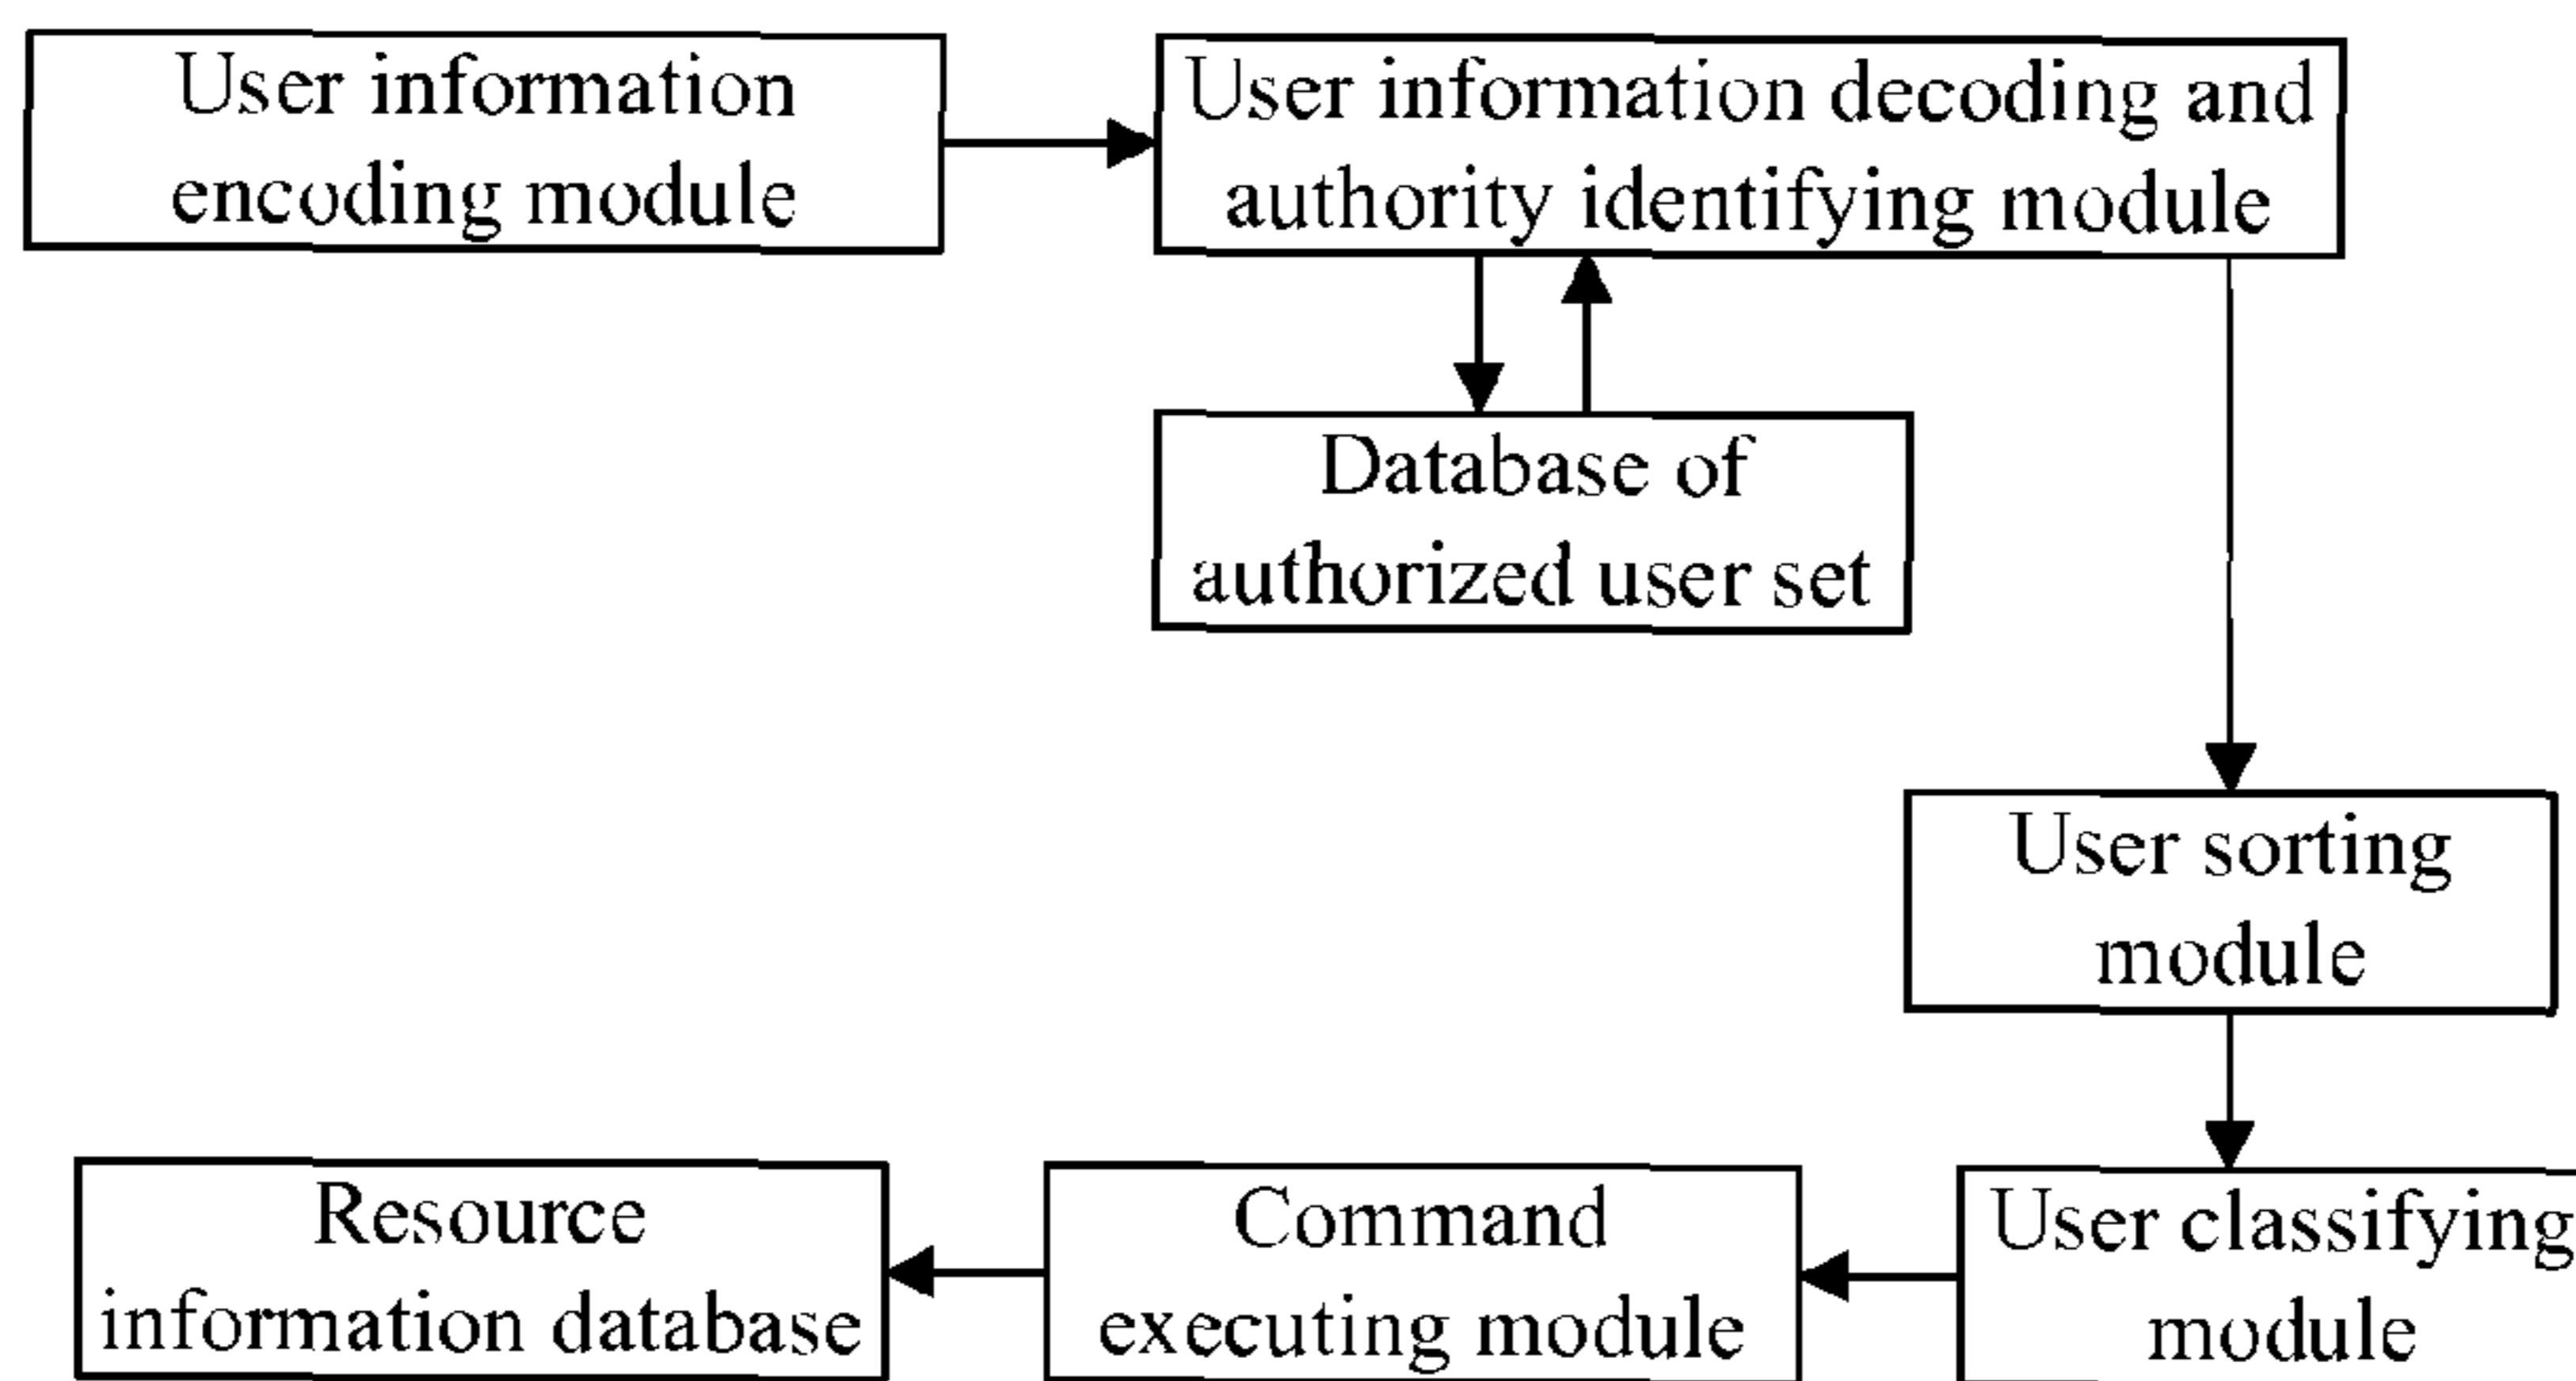 User information
encoding module
User information decoding and
authority identifying module
Database of
authorized user set
User sorting
module
User classifying
module
Command
executing module
Resource
information database